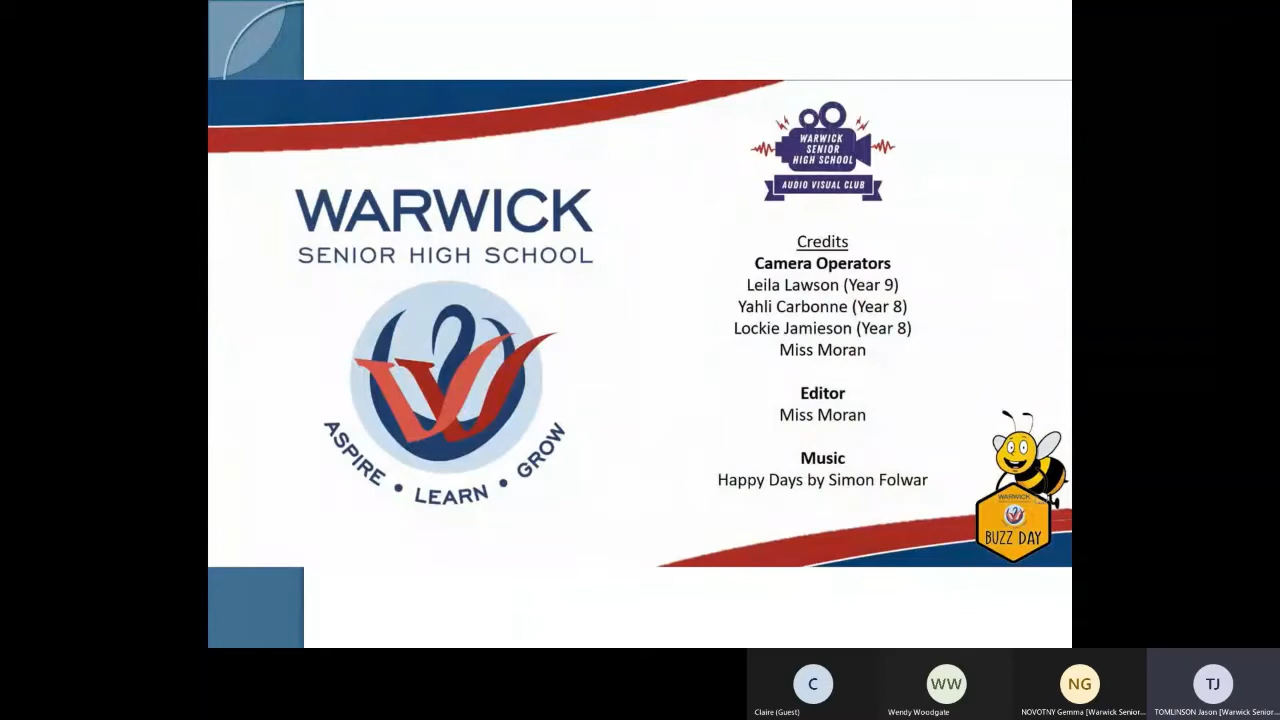 WARWICK
SENIOR HIGH SCHOOL
ASPIRE • LEARN • GROW
WARWICK
SENIOR
HIGH SCHOOL
AUDIO VISUAL CLUB
Credits
Camera Operators
Leila Lawson (Year 9)
Yahli Carbonne (Year 8)
Lockie Jamieson (Year 8)
Miss Moran
Editor
Miss Moran
Music
Happy Days by Simon Folwar
WARWICK
BUZZ DAY
C
WW
NG
TJ
Claire (Guest)
Wendy Woodgate
NOVOTNY Gemma [Warwick Senior...
TOMLINSON Jason [Warwick Senior...